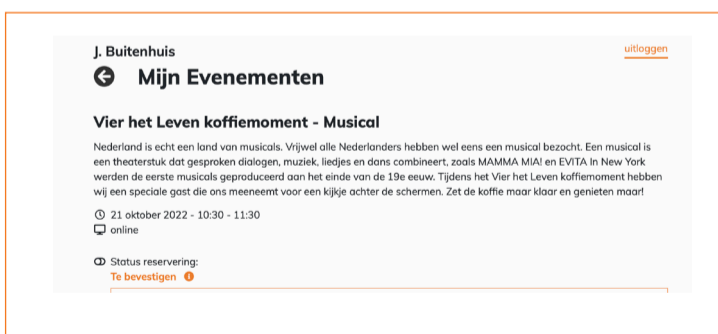 J. Buitenhuis
uitloggen
Mijn Evenementen
Vier het Leven koffiemoment - Musical
Nederland is echt een land van musicals. Vrijwel alle Nederlanders hebben wel eens een musical bezocht. Een musical is
een theaterstuk dat gesproken dialogen, muziek, liedjes en dans combineert, zoals MAMMA MIA! en EVITA In New York
werden de eerste musicals geproduceerd aan het einde van de 19e eeuw. Tijdens het Vier het Leven koffiemoment hebben
wij een speciale gast die ons meeneemt voor een kijkje achter de schermen. Zet de koffie maar klaar en genieten maar!
21 oktober 2022 - 10:30 - 11:30
online
Status reservering:
Te bevestigen